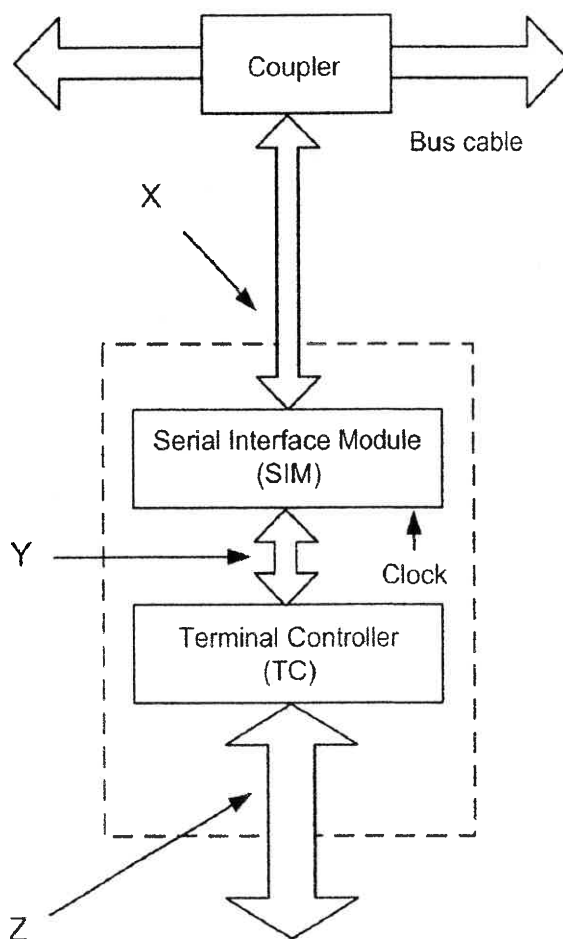 Coupler
Bus cable
X
Serial Interface Module
(SIM)
Y
Clock
Terminal Controller
(TC)
Z